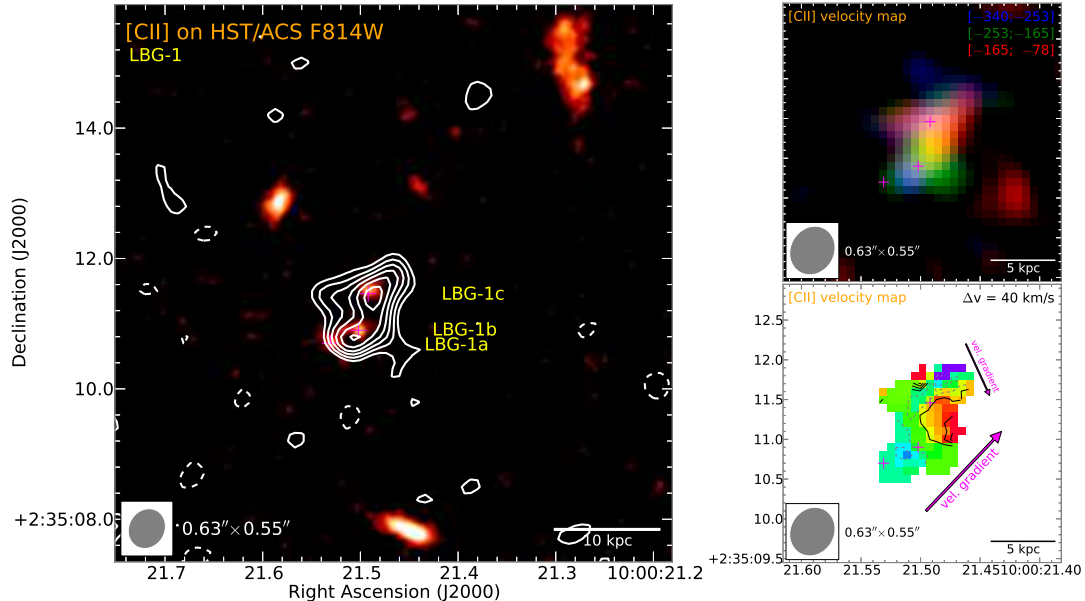 [CII] on HST/ACS F814W
LBG-1
LBG-1c
LBG-1b
LBG-1a
0.63″×0.55″
10 kpc
14.0
12.0
10.0
+2:35:08.0
Declination (J2000)
21.7
21.6
21.5
21.4
21.3
10:00:21.2
Right Ascension (J2000)
[CII] velocity map
[−340; −253]
[−253;−165]
[−165; −78]
0.63″×0.55″
5 kpc
[CII] velocity map
Δv = 40 km/s
vel. gradient
vel. gradient
0.63″×0.55″
5 kpc
12.5
12.0
11.5
11.0
10.5
10.0
+2:35:09.5
21.60
21.55
21.50
21.45
10:00:21.40